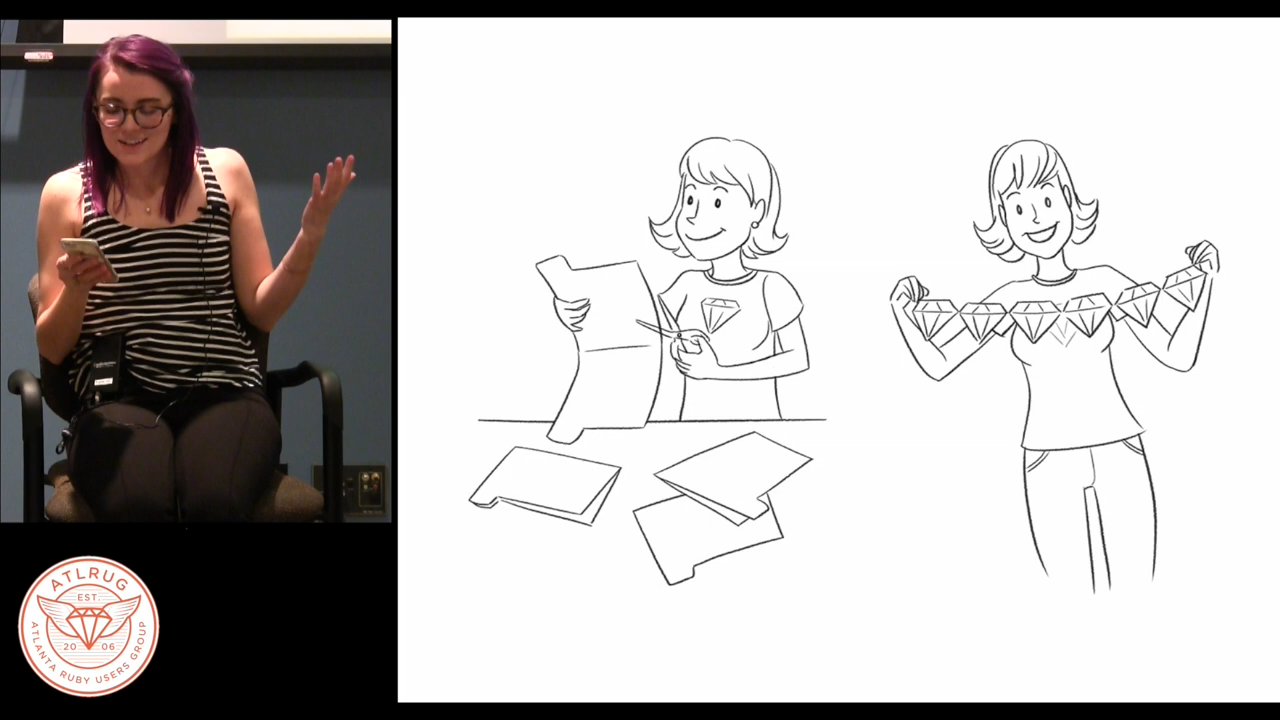 ATLRUG
EST.
20 06
ATLANTA RUBY USERS GROUP